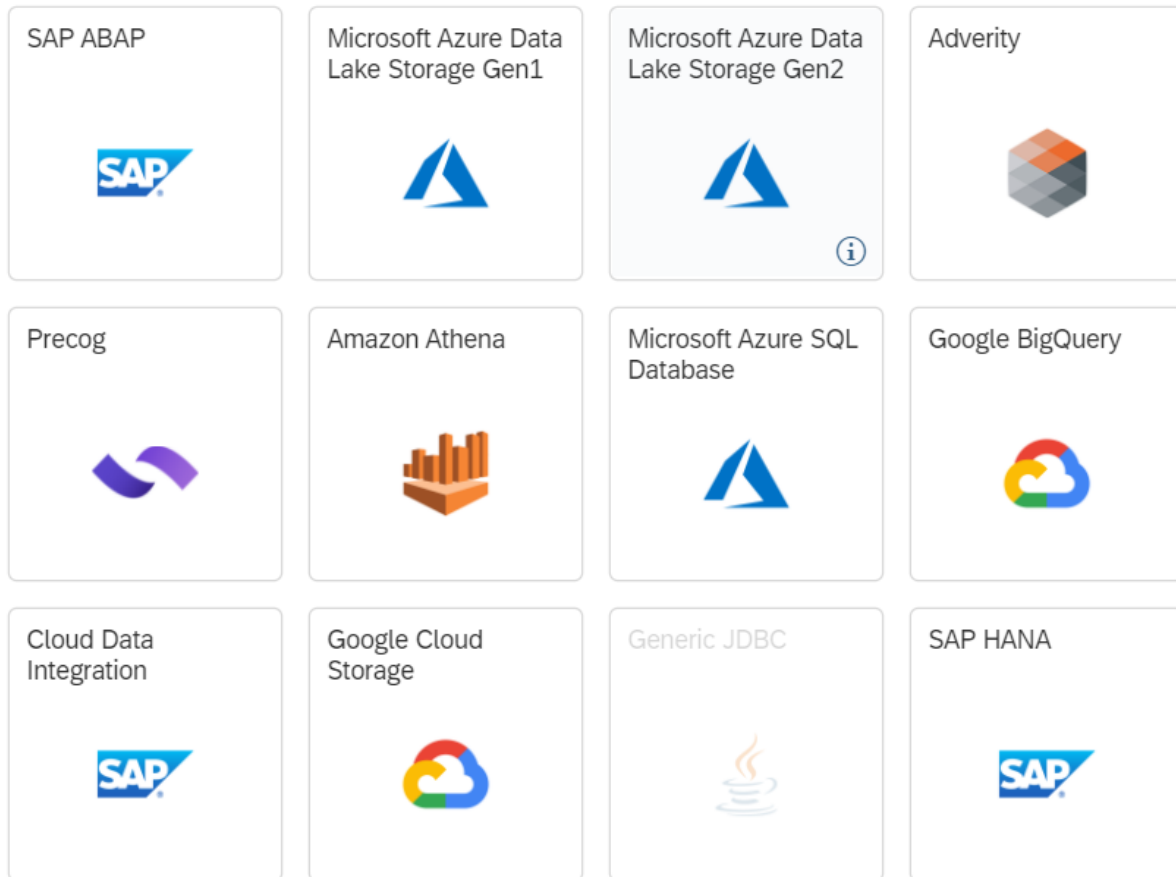 SAP ABAP
Microsoft Azure Data
Lake Storage Gen1
Microsoft Azure Data
Lake Storage Gen2
Adverity
SAP
i
Precog
Amazon Athena
Microsoft Azure SQL
Database
Google BigQuery
Cloud Data
Integration
Google Cloud
Storage
Generic JDBC
SAP HANA
SAP
SAP